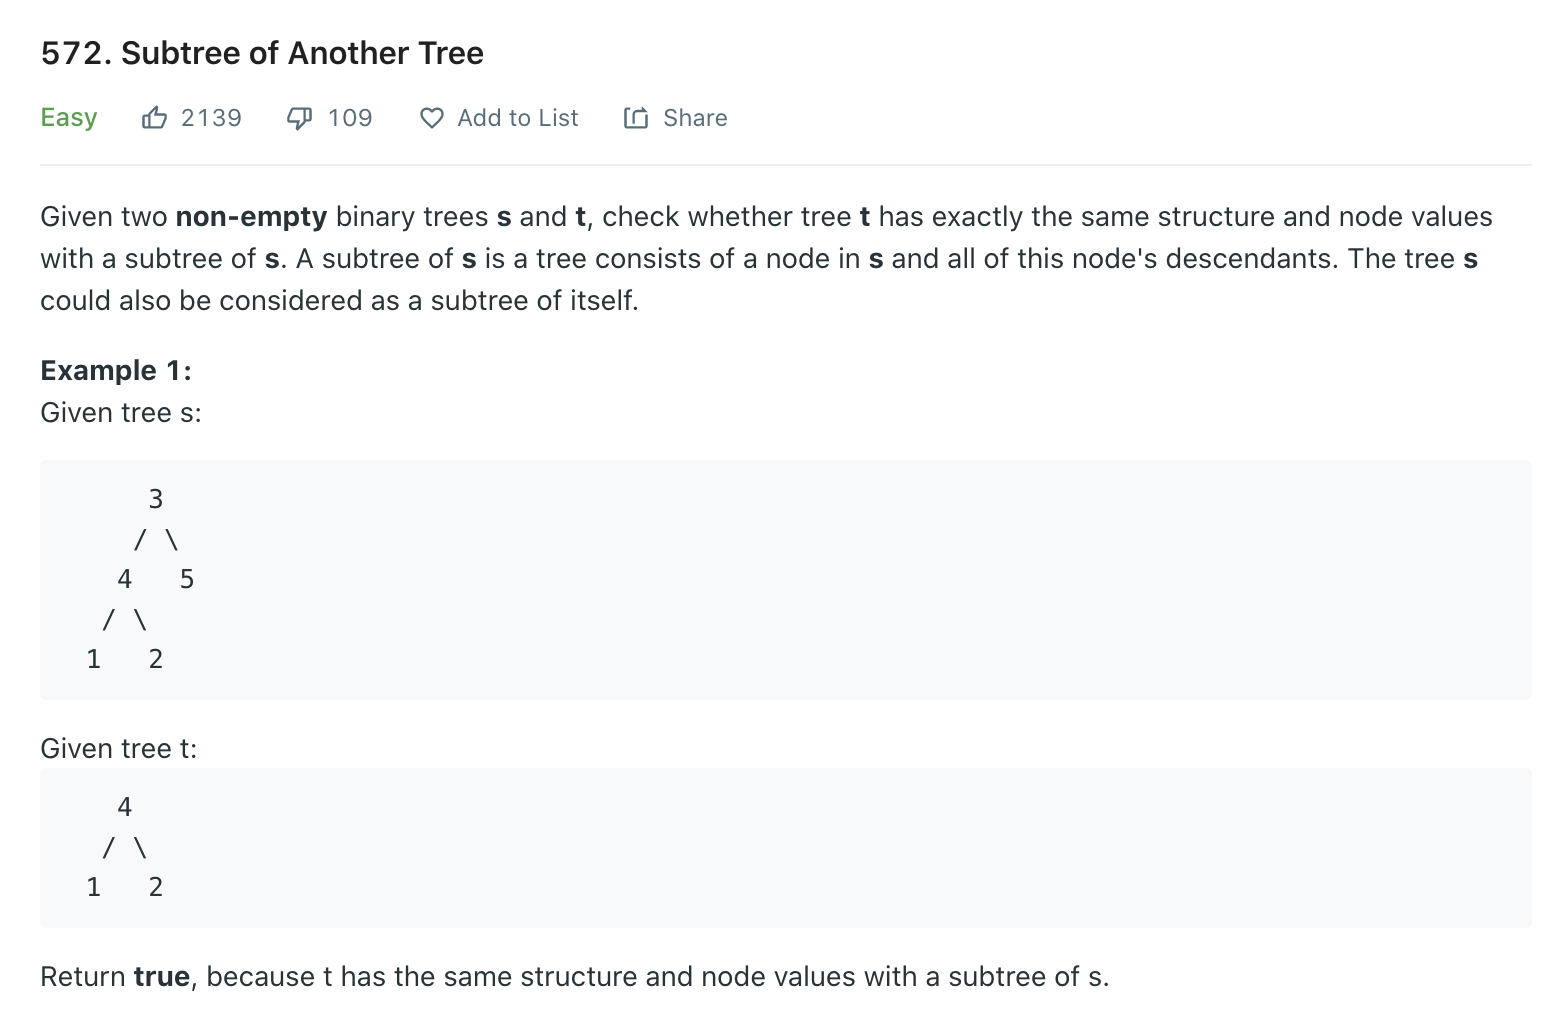 572. Subtree of Another Tree
Easy 2139 109 Add to List Share
Given two non-empty binary trees s and t, check whether tree t has exactly the same structure and node values
with a subtree of s. A subtree of s is a tree consists of a node in s and all of this node's descendants. The tree s
could also be considered as a subtree of itself.
Example 1:
Given tree s:
3
/ \
4 5
/ \
1 2
Given tree t:
4
/ \
1 2
Return true, because t has the same structure and node values with a subtree of s.